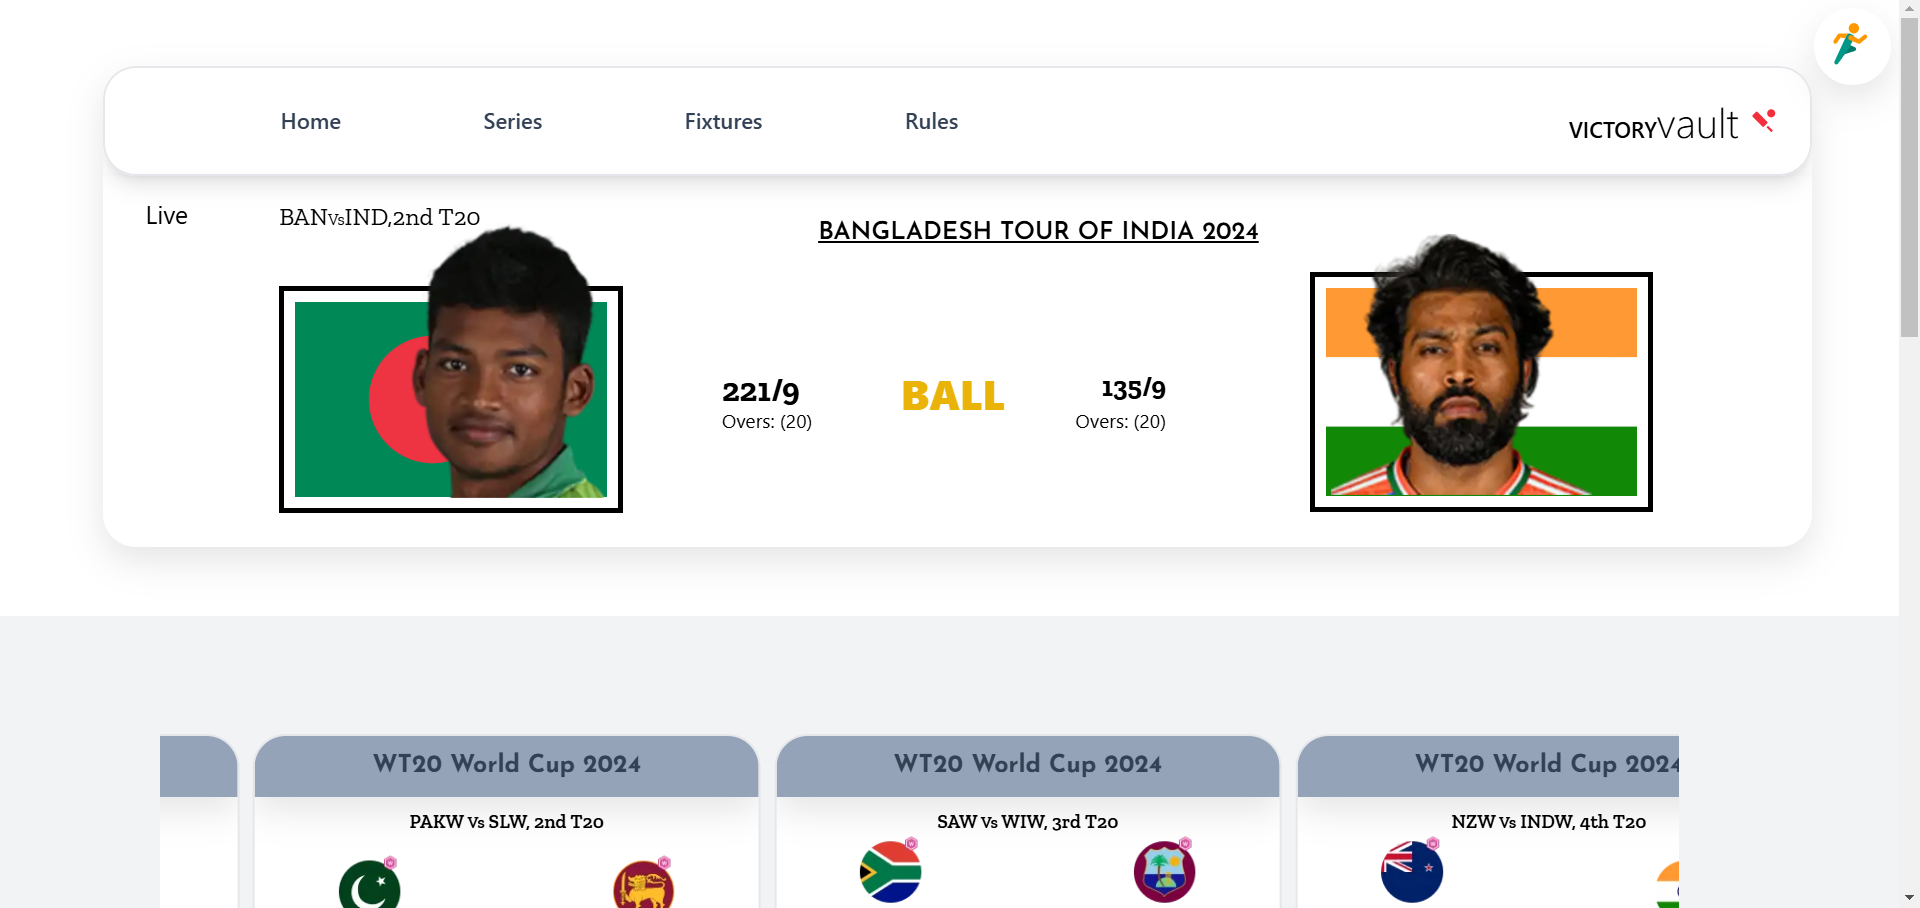 Home Series Fixtures Rules VICTORYvault
Live BANVsIND,2nd T20 BANGLADESH TOUR OF INDIA 2024
221/9 BALL 135/9
Overs: (20) Overs: (20)
WT20 World Cup 2024
PAKW Vs SLW, 2nd T20
WT20 World Cup 2024
SAW Vs WIW, 3rd T20
WT20 World Cup 2024
NZW Vs INDW, 4th T20